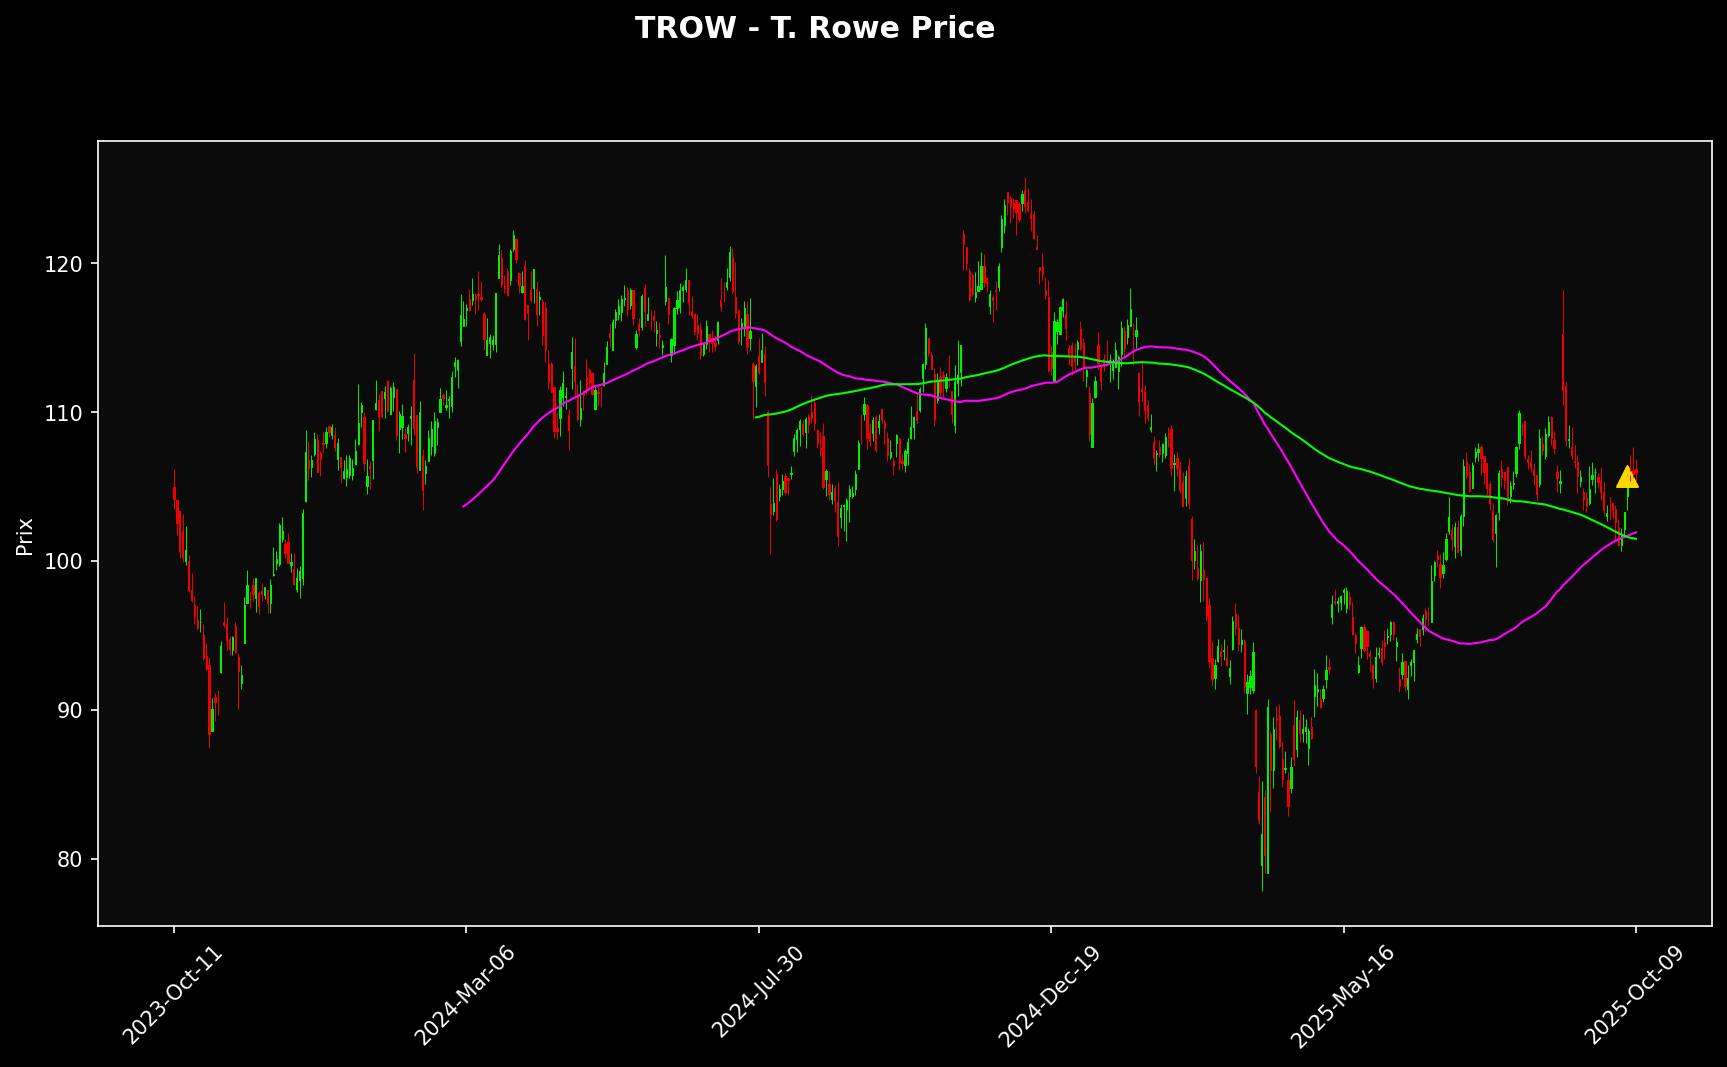 TROW - T. Rowe Price
Prix
120
110
100
90
80
2023-Oct-11
2024-Mar-06
2024-Jul-30
2024-Dec-19
2025-May-16
2025-Oct-09